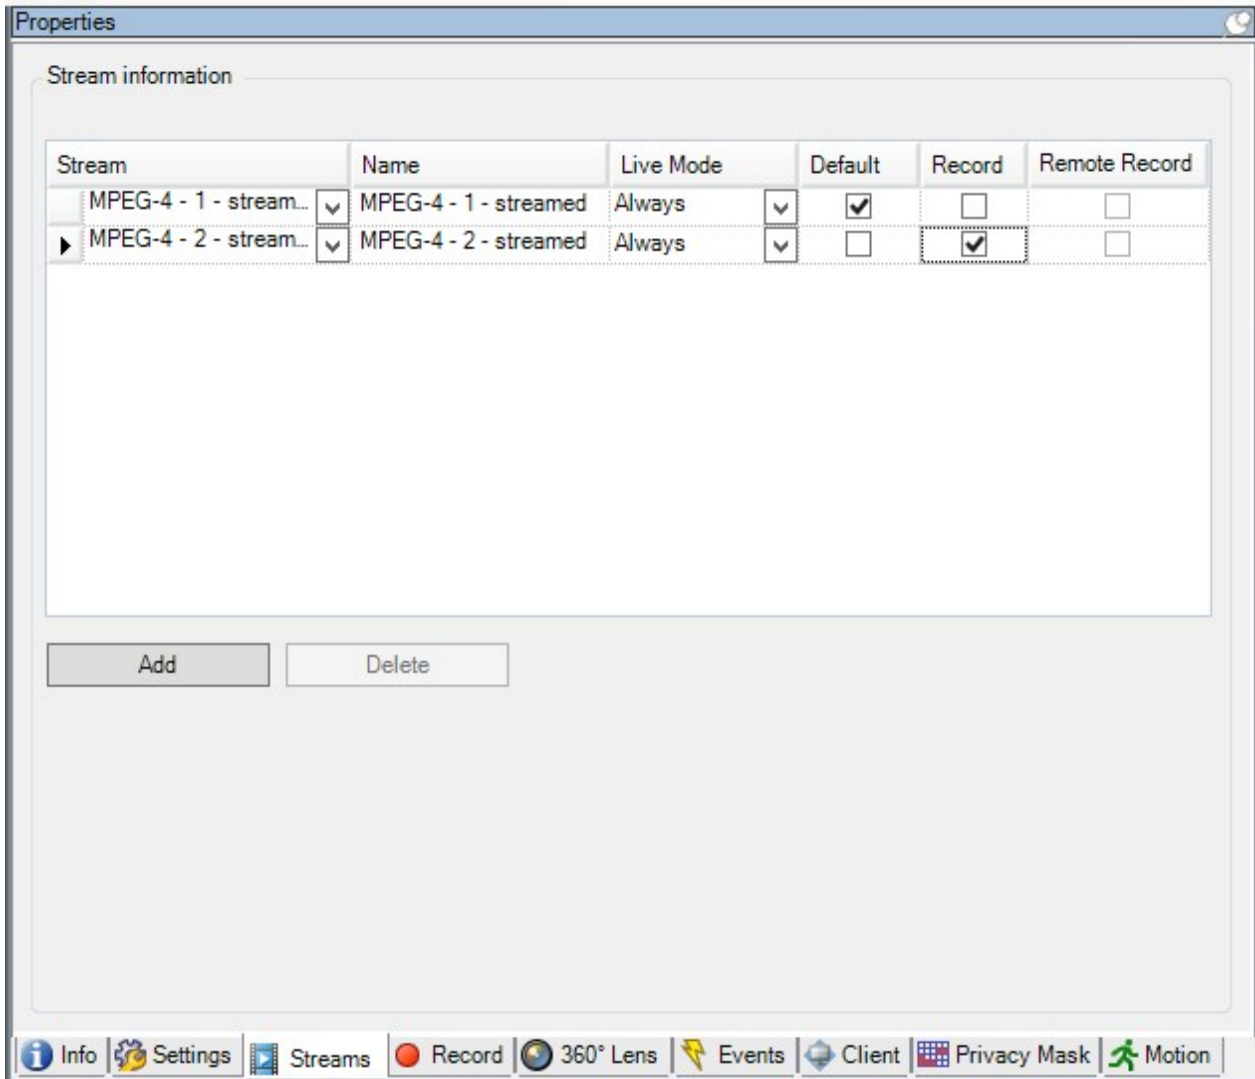 Properties
Stream information
Stream Name Live Mode Default Record Remote Record
MPEG-4 - 1 - stream... MPEG-4 - 1 - streamed Always
MPEG-4 - 2 - stream... MPEG-4 - 2 - streamed Always
Add Delete
Info Settings Streams Record 360° Lens Events Client Privacy Mask Motion